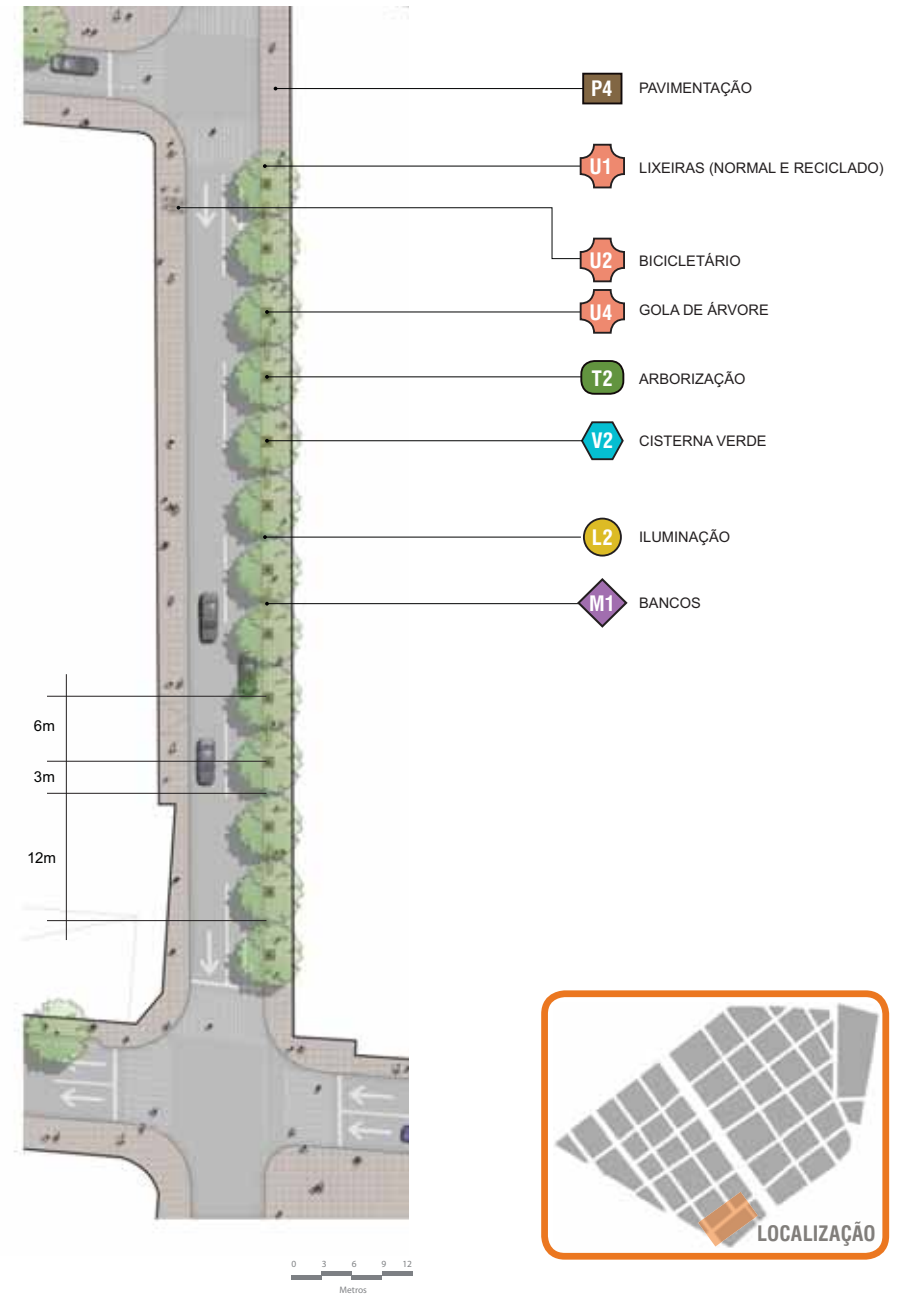 P4 PAVIMENTAÇÃO
U1 LIXEIRAS (NORMAL E RECICLADO)
U2 BICICLETÁRIO
U4 GOLA DE ÁRVORE
T2 ARBORIZAÇÃO
V2 CISTERNA VERDE
L2 ILUMINAÇÃO
M1 BANCOS
6m
3m
12m
LOCALIZAÇÃO
0 3 6 9 12
Metros